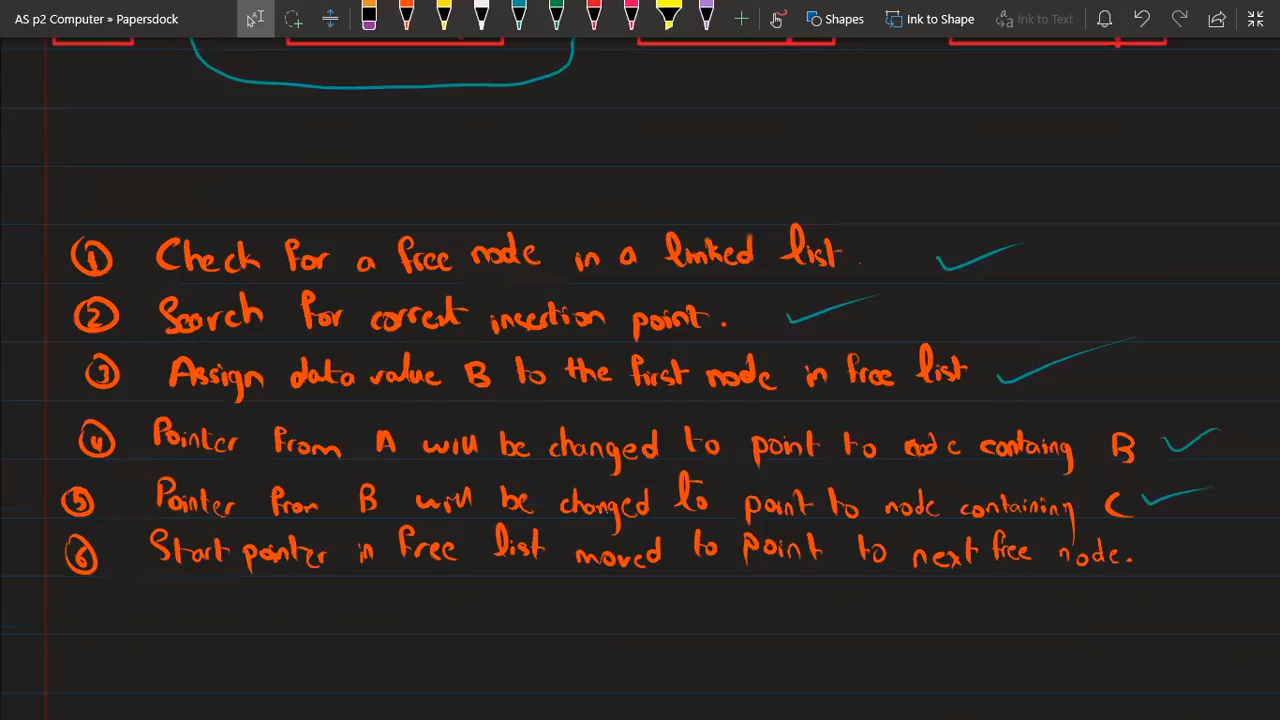 AS p2 Computer » Papersdock
Shapes
Ink to Shape
Ink to Text
① Check for a free node in a linked list.
② Search for correct insertion point.
③ Assign data value B to the first node in free list
④ Pointer from A will be changed to point to node containg B
⑤ Pointer from B will be changed to point to node containing C
⑥ Start pointer in free list moved to point to next free node.